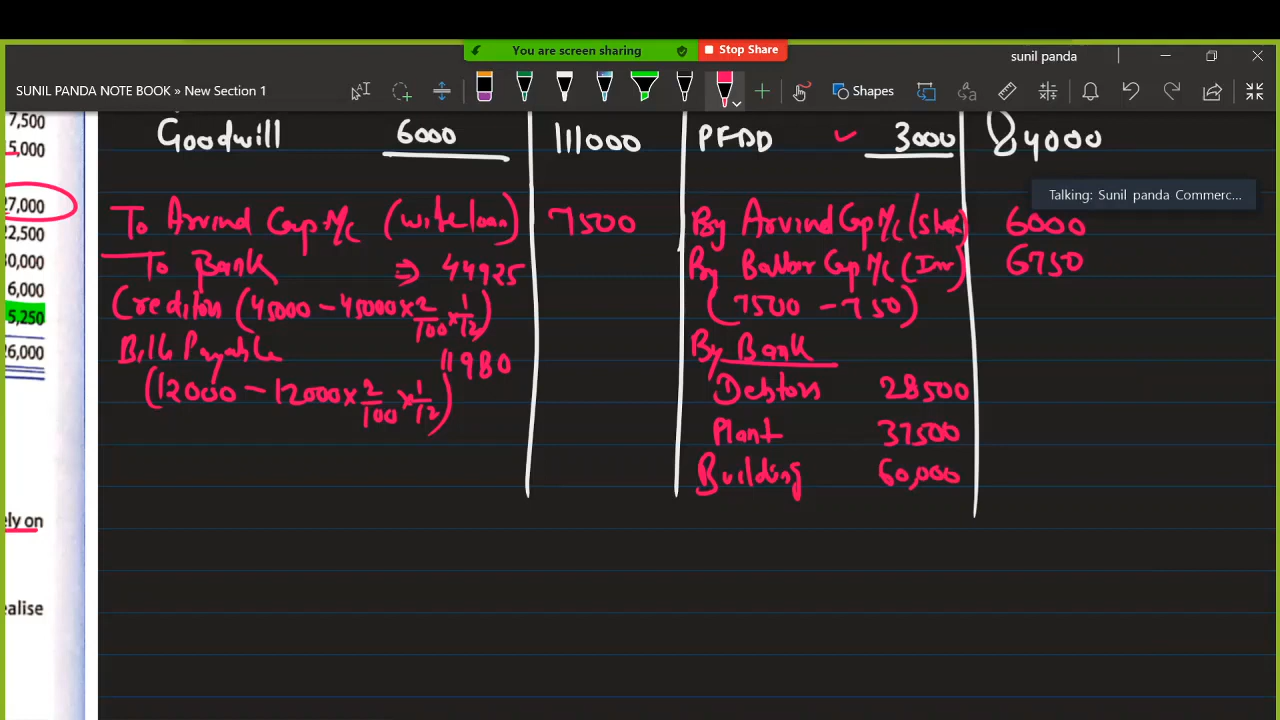 You are screen sharing
Stop Share
sunil panda
SUNIL PANDA NOTE BOOK » New Section 1
Shapes
7,500
5,000
27,000
22,500
30,000
6,000
5,250
26,000
ely on
ealise
Goodwill 6000 111000 PFDD ✓ 3000 84000
Talking: Sunil panda Commerc...
To Arvind Cap A/c (wife loan) 7500 By Arvind Cap A/c (Stock) 6000
To Bank ⇒ 44925 By Balbir Cap A/c (Inv) 6750
Creditors (45000 - 45000 × 2/100 × 1/12) (7500 - 750)
Bills Payable 11980 By Bank
(12000 - 12000 × 2/100 × 1/12) Debtors 28500
Plant 37500
Building 60,000